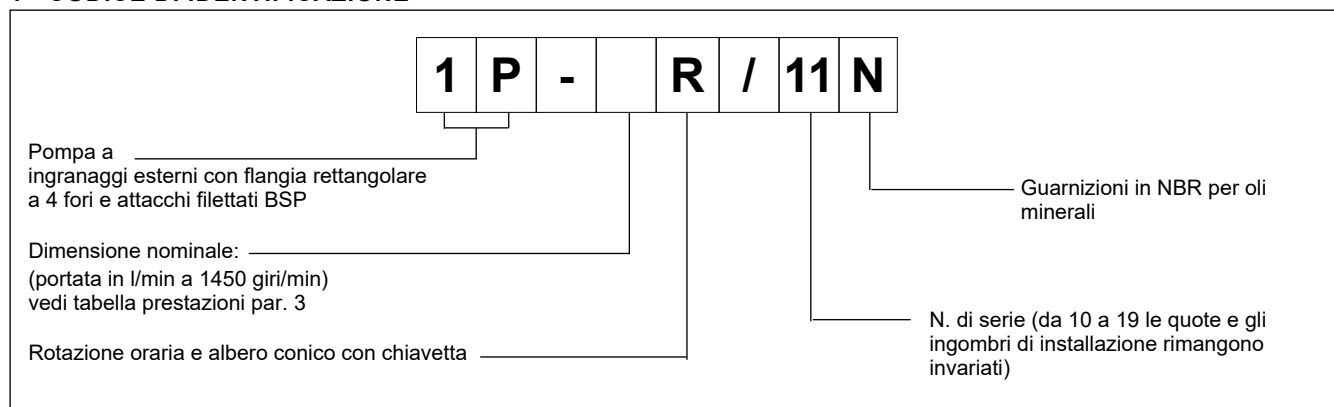 1 P - R / 11 N
Pompa a
ingranaggi esterni con flangia rettangolare
a 4 fori e attacchi filettati BSP
Dimensione nominale:
(portata in l/min a 1450 giri/min)
vedi tabella prestazioni par. 3
Rotazione oraria e albero conico con chiavetta
Guarnizioni in NBR per oli
minerali
N. di serie (da 10 a 19 le quote e gli
ingombri di installazione rimangono
invariati)